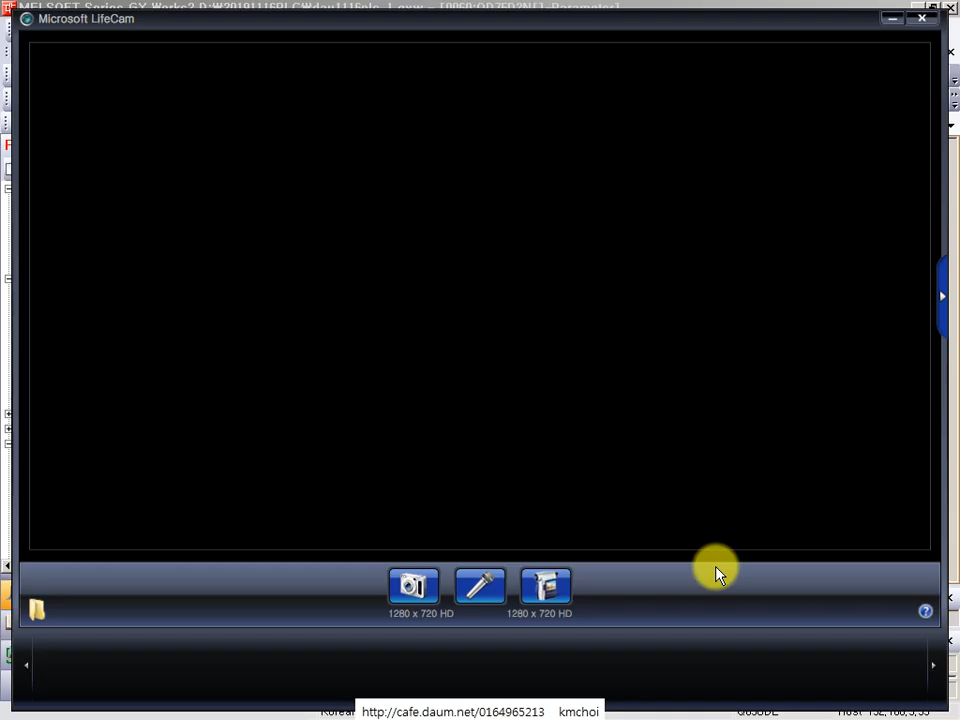 Microsoft LifeCam
1280 x 720 HD
1280 x 720 HD
http://cafe.daum.net/0164965213 kmchoi